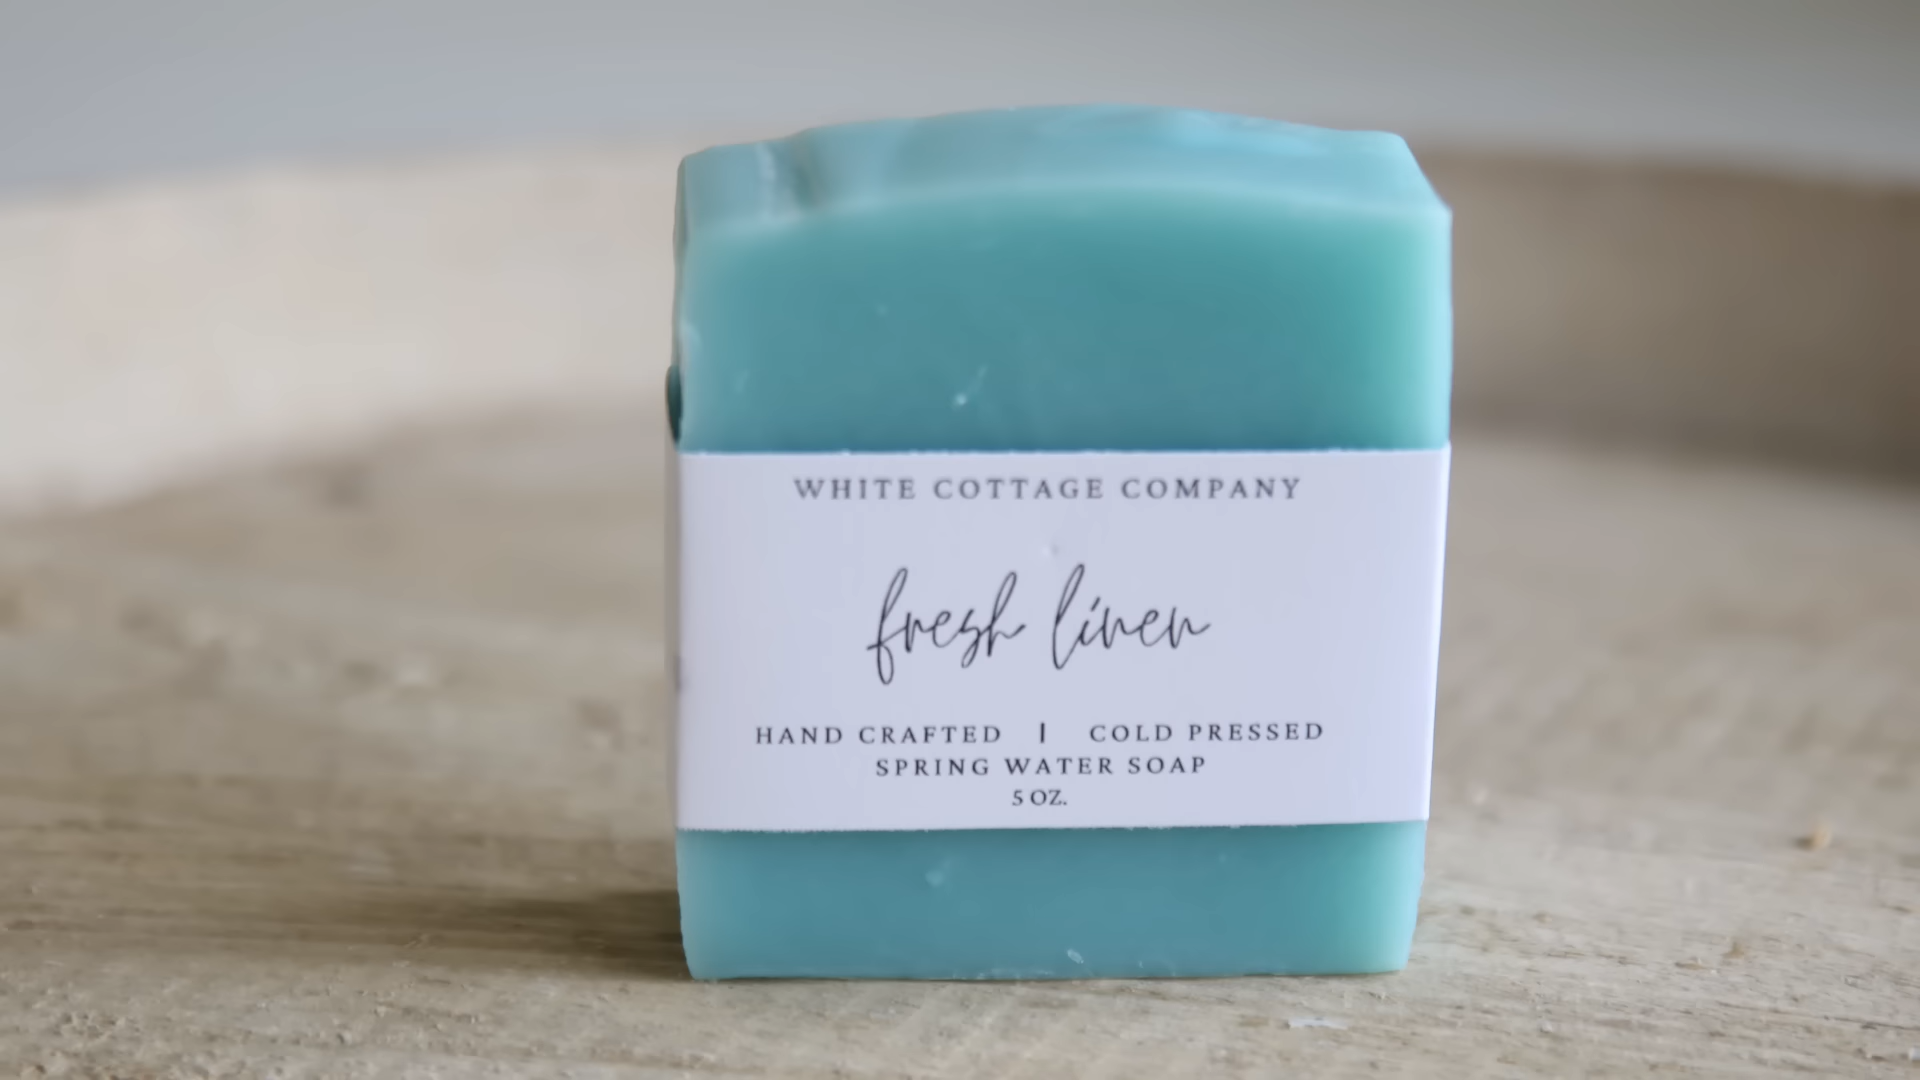 WHITE COTTAGE COMPANY
fresh linen
HAND CRAFTED | COLD PRESSED
SPRING WATER SOAP
5 OZ.